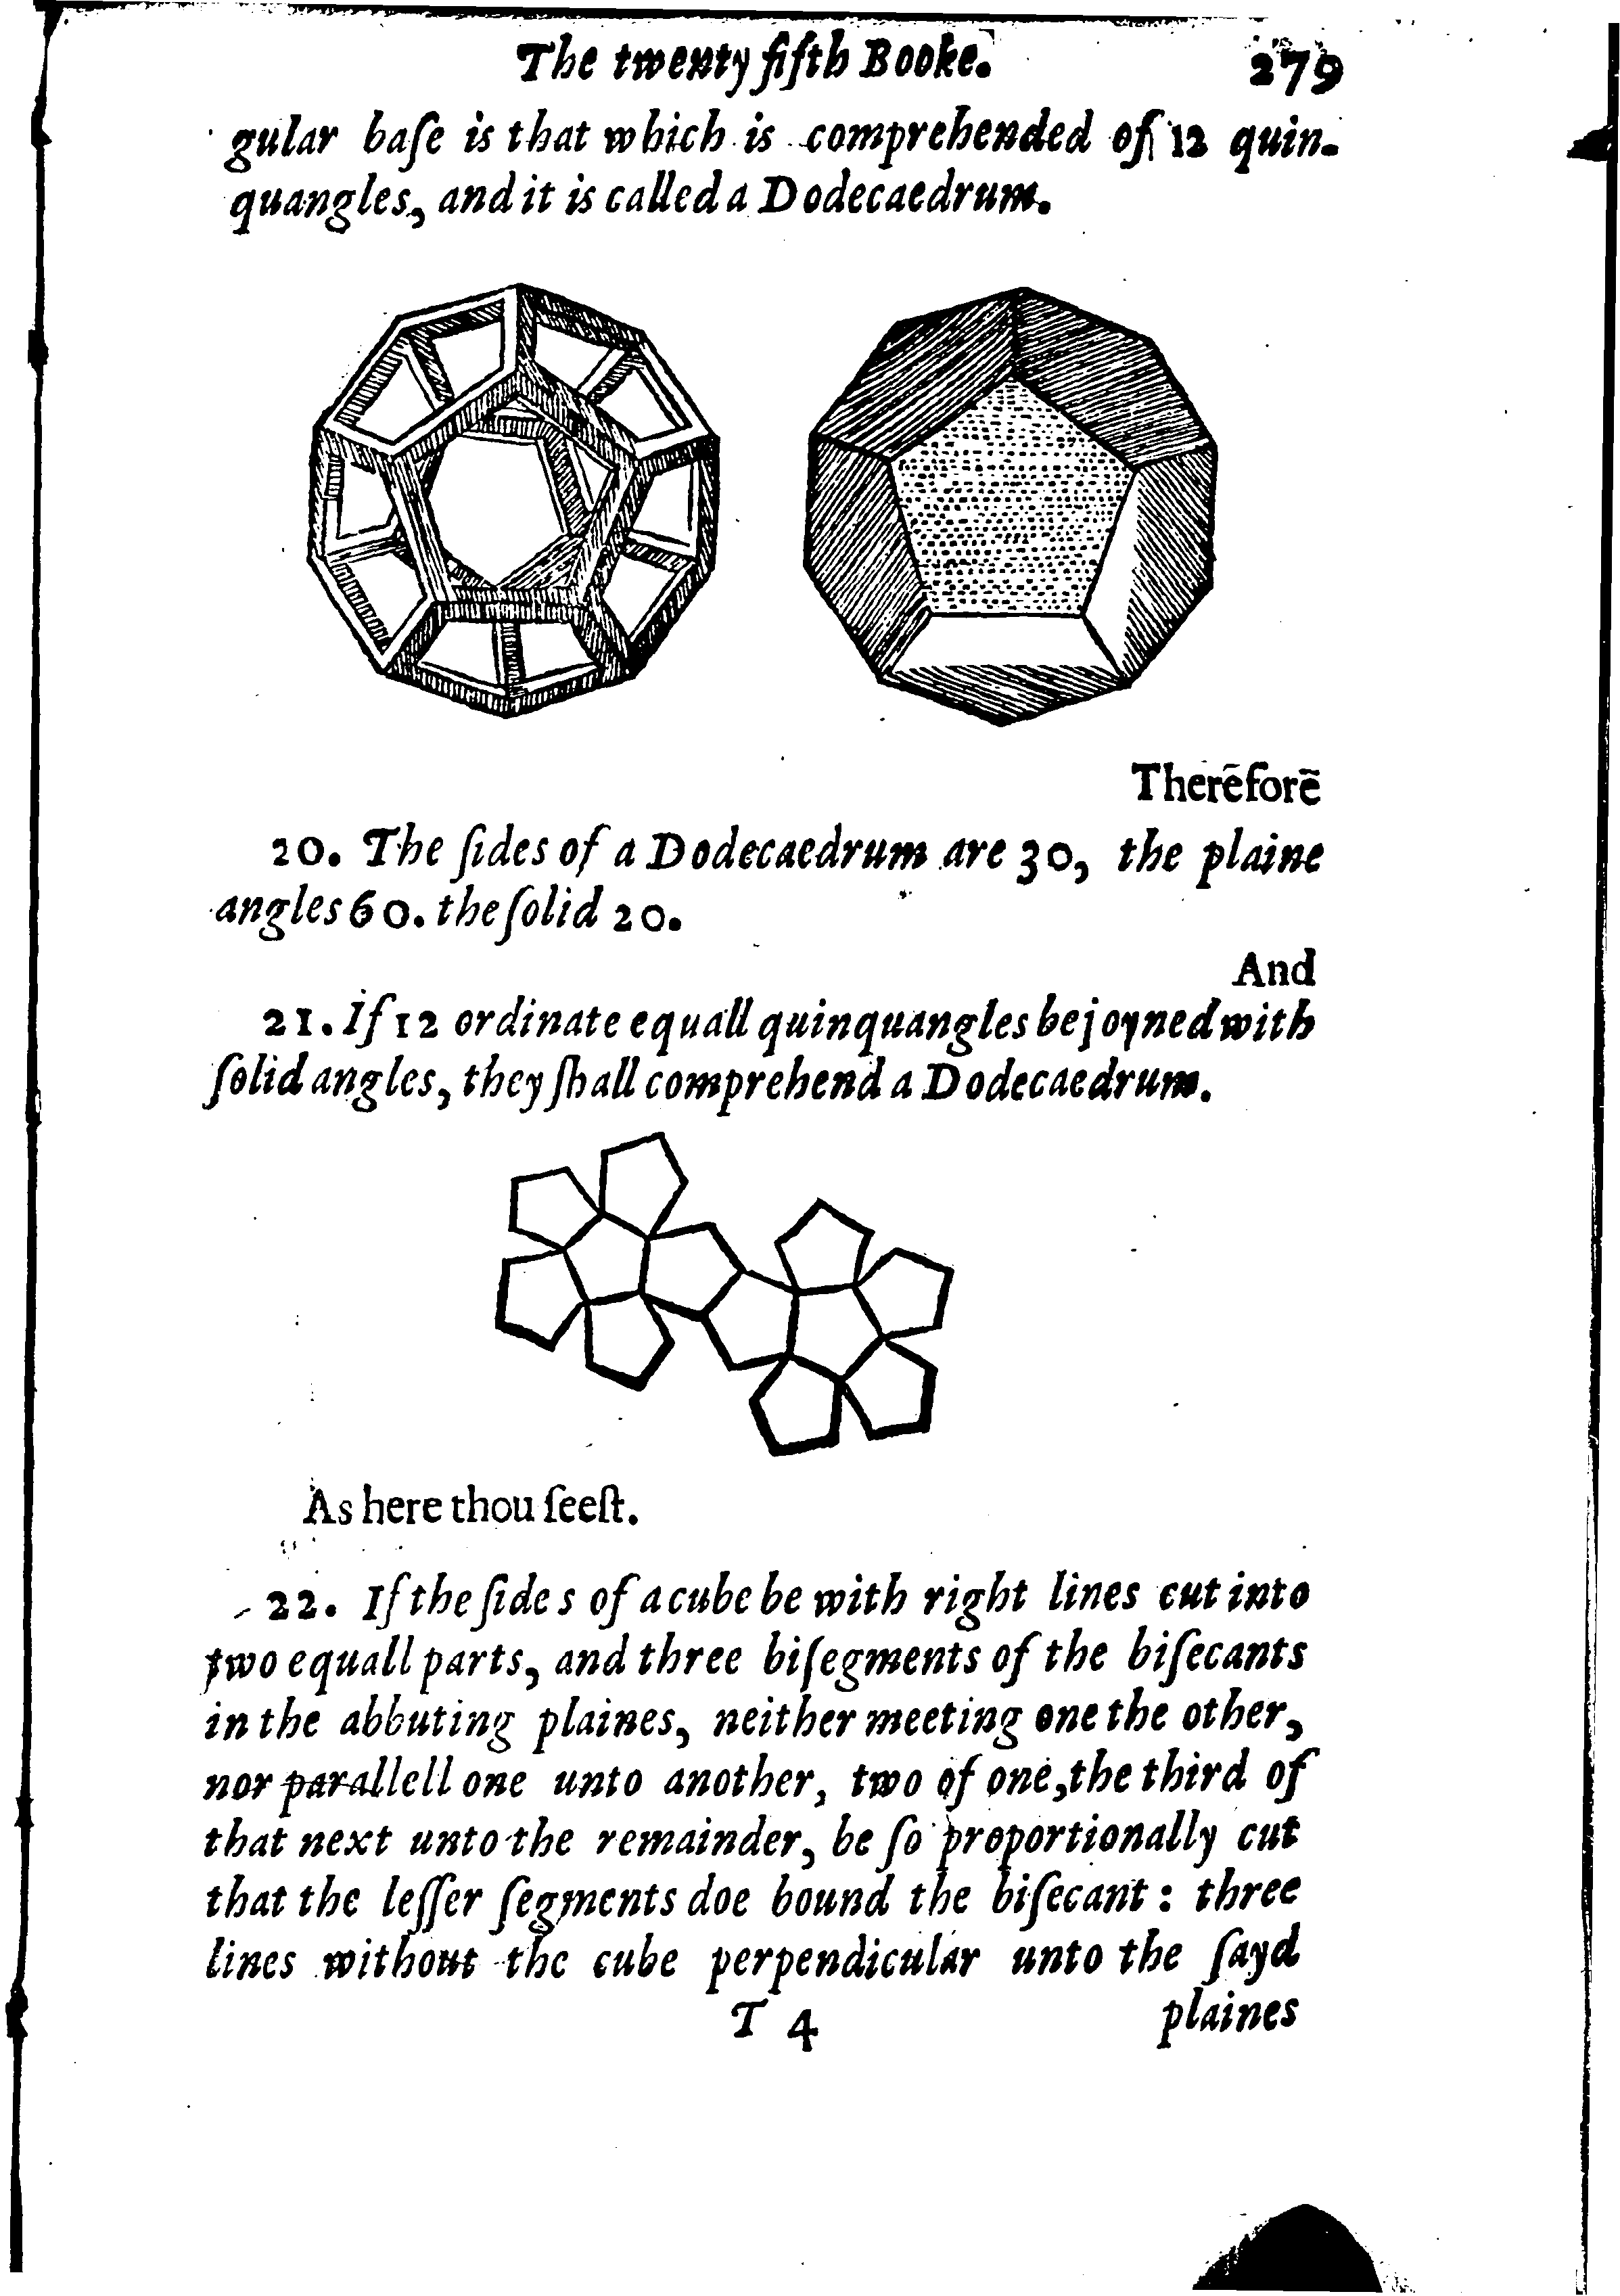 The twenty fifth Booke. 279
gular baſe is that which is comprehended of 12 quin-
quangles, and it is called a Dodecaedrum.
Therēforē
20. The ſides of a Dodecaedrum are 30, the plaine
angles 60. the ſolid 20.
And
21. If 12 ordinate equall quinquangles be joyned with
ſolid angles, they ſhall comprehend a Dodecaedrum.
As here thou ſeeſt.
22. If the ſides of a cube be with right lines cut into
two equall parts, and three biſegments of the biſecants
in the abbuting plaines, neither meeting one the other,
nor parallell one unto another, two of one, the third of
that next unto the remainder, be ſo proportionally cut
that the leſſer ſegments doe bound the biſecant: three
lines without the cube perpendicular unto the ſayd
T 4 plaines